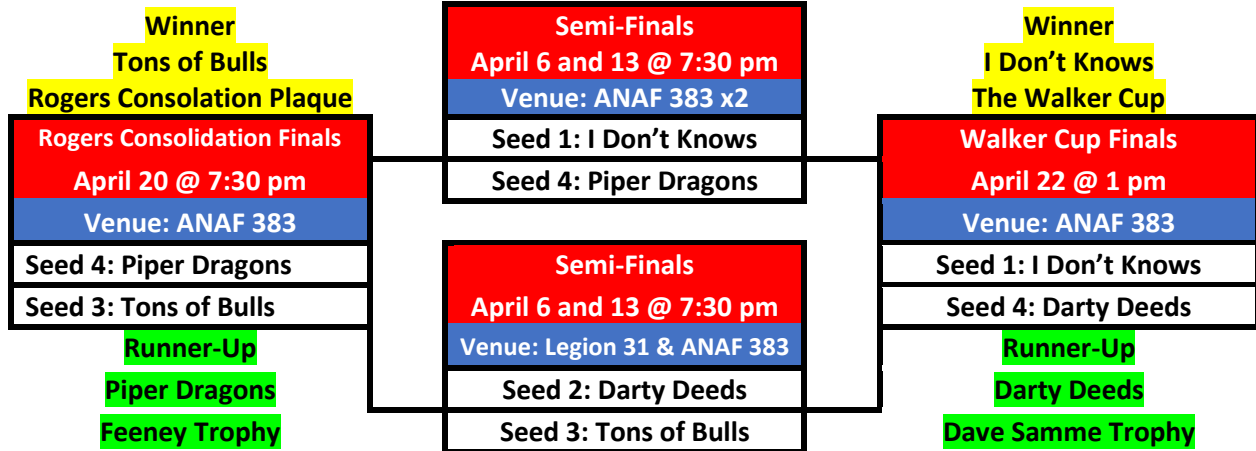 Winner
Tons of Bulls
Rogers Consolation Plaque
Rogers Consolidation Finals
April 20 @ 7:30 pm
Venue: ANAF 383
Seed 4: Piper Dragons
Seed 3: Tons of Bulls
Runner-Up
Piper Dragons
Feeney Trophy
Semi-Finals
April 6 and 13 @ 7:30 pm
Venue: ANAF 383 x2
Seed 1: I Don’t Knows
Seed 4: Piper Dragons
Semi-Finals
April 6 and 13 @ 7:30 pm
Venue: Legion 31 & ANAF 383
Seed 2: Darty Deeds
Seed 3: Tons of Bulls
Winner
I Don’t Knows
The Walker Cup
Walker Cup Finals
April 22 @ 1 pm
Venue: ANAF 383
Seed 1: I Don’t Knows
Seed 4: Darty Deeds
Runner-Up
Darty Deeds
Dave Samme Trophy